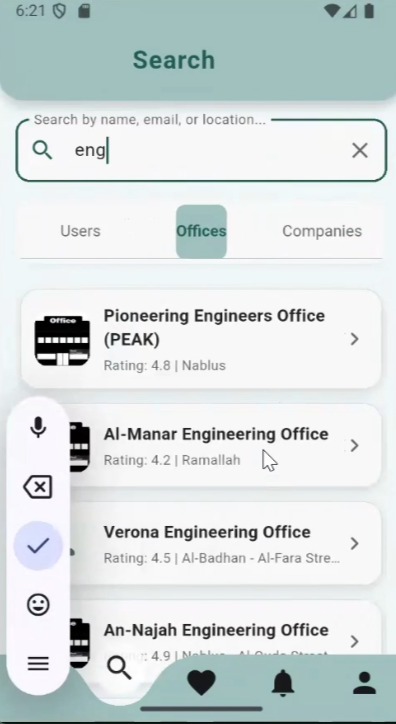 6:21
Search
Search by name, email, or location...
eng
Users
Offices
Companies
Office
Pioneering Engineers Office
(PEAK)
Rating: 4.8 | Nablus
Al-Manar Engineering Office
Rating: 4.2 | Ramallah
Verona Engineering Office
Rating: 4.5 | Al-Badhan - Al-Fara Stre...
An-Najah Engineering Office
4.9 | Nablus